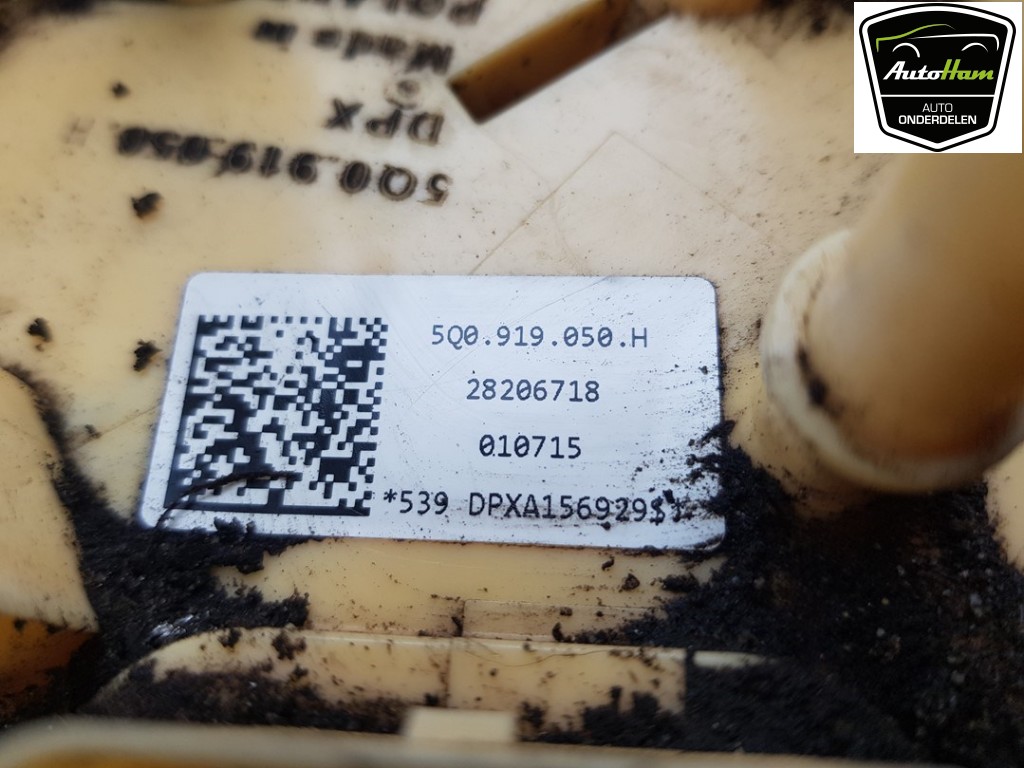 AutoHam
AUTO
ONDERDELEN
Made in
DPX
5Q0.919.050
5Q0.919.050.H
28206718
010715
*539 DPXA156929$